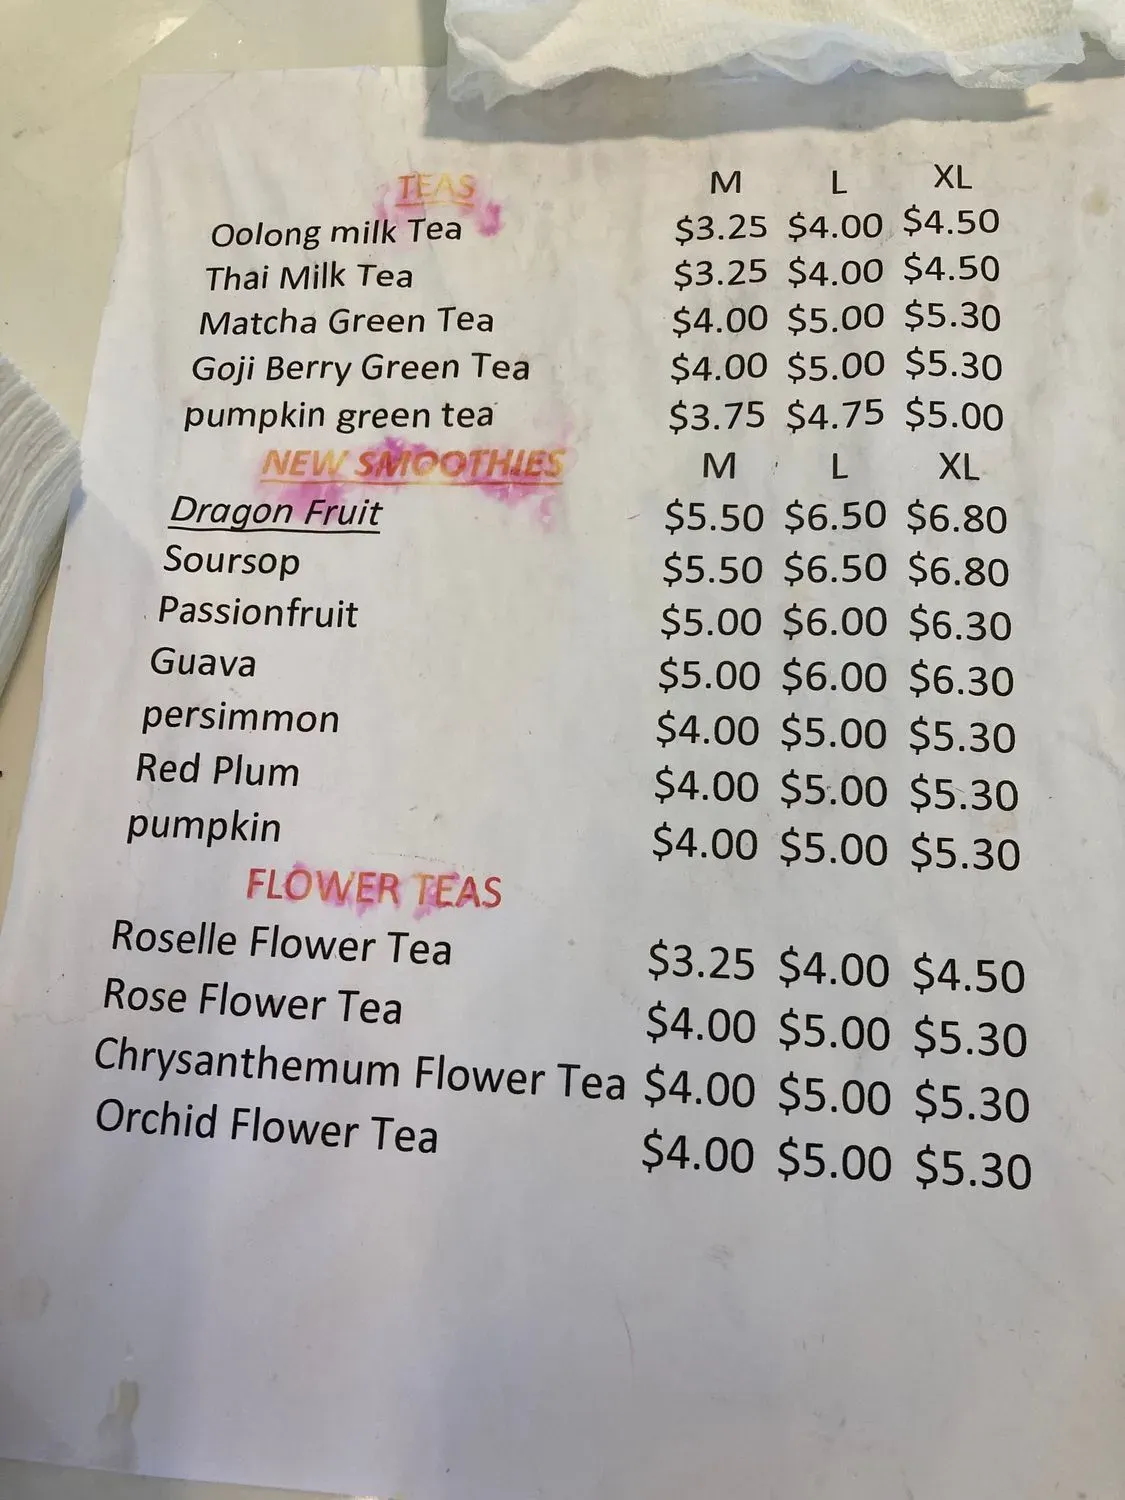 TEAS M L XL
Oolong milk Tea $3.25 $4.00 $4.50
Thai Milk Tea $3.25 $4.00 $4.50
Matcha Green Tea $4.00 $5.00 $5.30
Goji Berry Green Tea $4.00 $5.00 $5.30
pumpkin green tea $3.75 $4.75 $5.00
NEW SMOOTHIES M L XL
Dragon Fruit $5.50 $6.50 $6.80
Soursop $5.50 $6.50 $6.80
Passionfruit $5.00 $6.00 $6.30
Guava $5.00 $6.00 $6.30
persimmon $4.00 $5.00 $5.30
Red Plum $4.00 $5.00 $5.30
pumpkin $4.00 $5.00 $5.30
FLOWER TEAS
Roselle Flower Tea $3.25 $4.00 $4.50
Rose Flower Tea $4.00 $5.00 $5.30
Chrysanthemum Flower Tea $4.00 $5.00 $5.30
Orchid Flower Tea $4.00 $5.00 $5.30